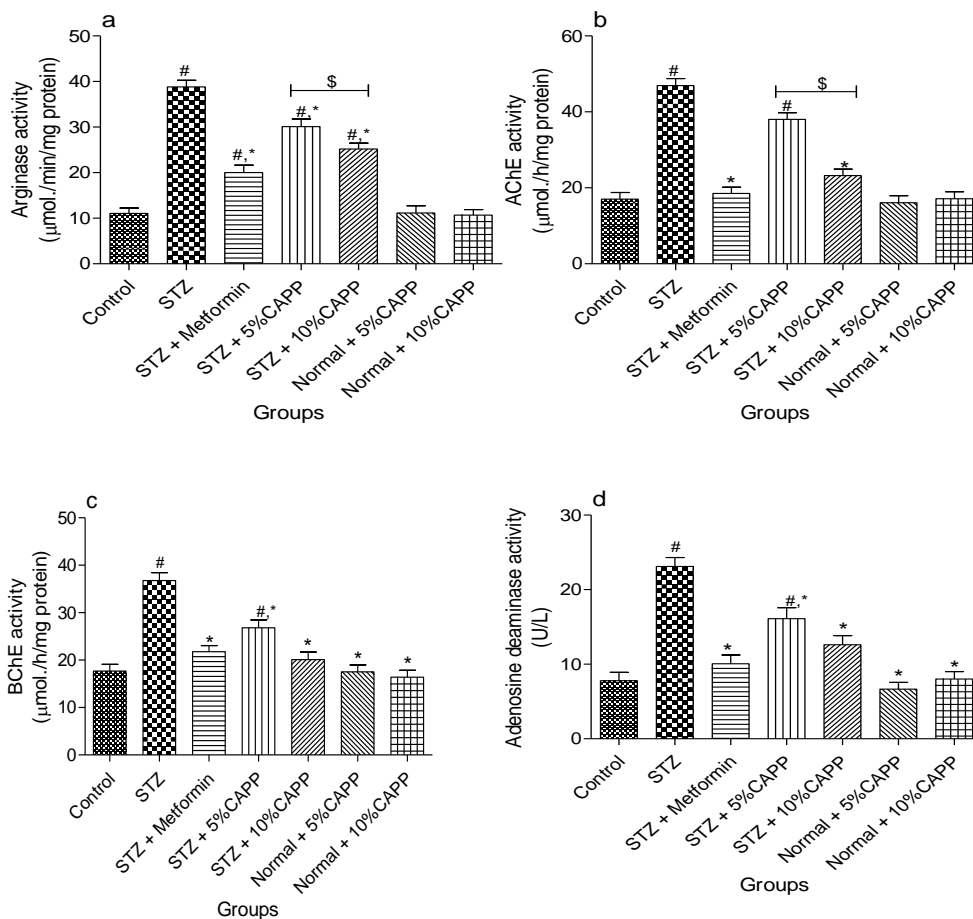 a
Arginase activity
(μmol./min/mg protein)
50
40
30
20
10
0
#
#,*
#,*
#,*
$
Control
STZ
STZ + Metformin
STZ + 5%CAPP
STZ + 10%CAPP
Normal + 5%CAPP
Normal + 10%CAPP
Groups
b
AChE activity
(μmol./h/mg protein)
60
40
20
0
#
*
#
*
$
Control
STZ
STZ + Metformin
STZ + 5%CAPP
STZ + 10%CAPP
Normal + 5%CAPP
Normal + 10%CAPP
Groups
c
BChE activity
(μmol./h/mg protein)
50
40
30
20
10
0
#
*
#,*
*
*
*
Control
STZ
STZ + Metformin
STZ + 5%CAPP
STZ + 10%CAPP
Normal + 5%CAPP
Normal + 10%CAPP
Groups
d
Adenosine deaminase activity
(U/L)
30
20
10
0
#
*
#,*
*
*
*
Control
STZ
STZ + Metformin
STZ + 5%CAPP
STZ + 10%CAPP
Normal + 5%CAPP
Normal + 10%CAPP
Groups